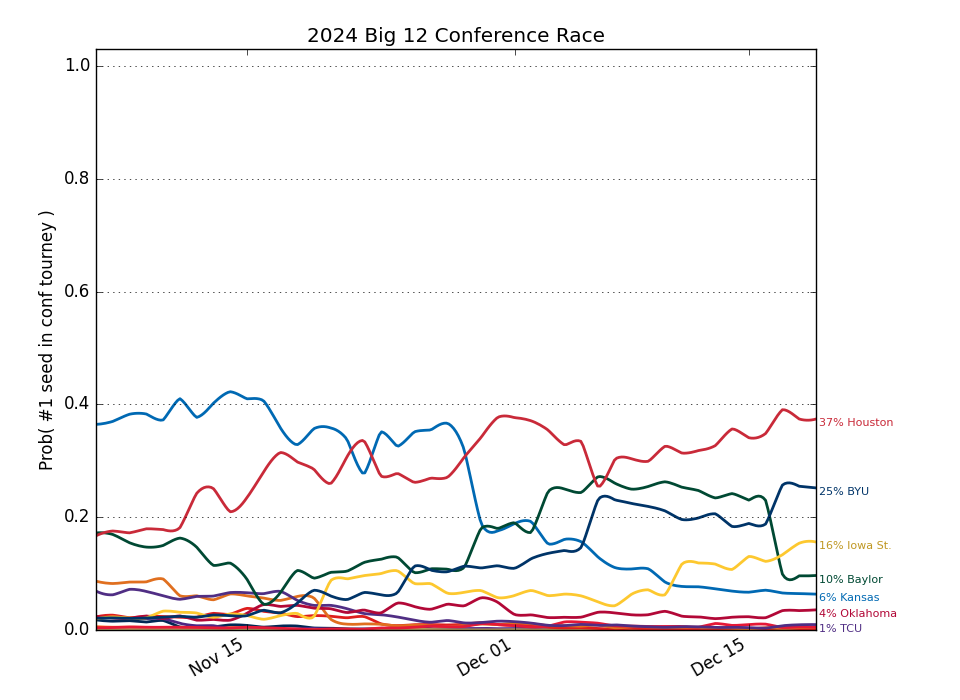 2024 Big 12 Conference Race
Prob( #1 seed in conf tourney )
1.0
0.8
0.6
0.4
0.2
0.0
Nov 15
Dec 01
Dec 15
37% Houston
25% BYU
16% Iowa St.
10% Baylor
6% Kansas
4% Oklahoma
1% TCU